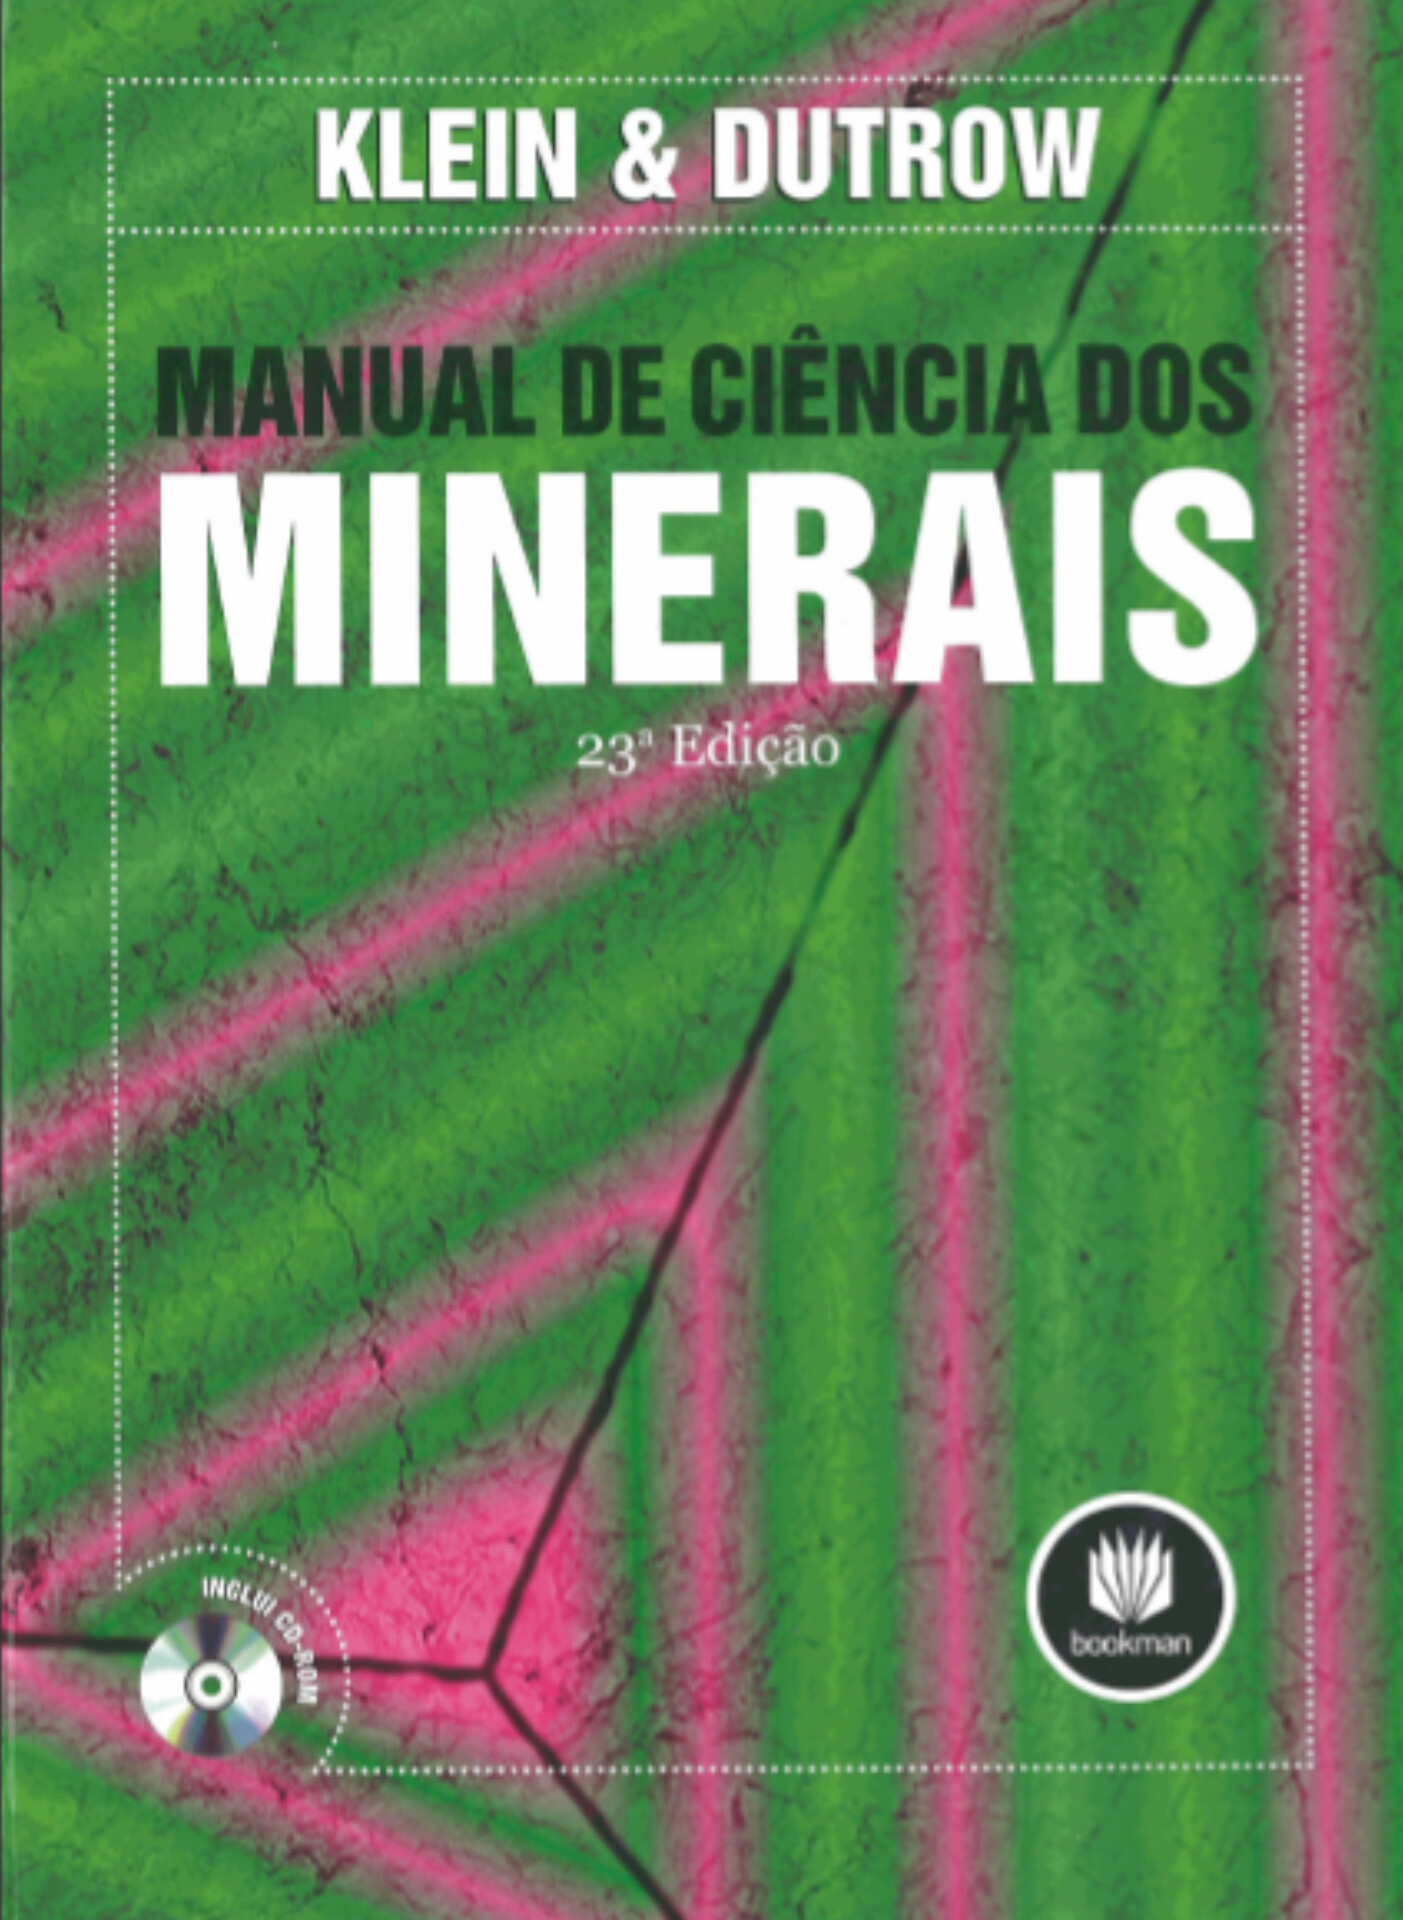 KLEIN & DUTROW
MANUAL DE CIÊNCIA DOS
MINERAIS
23ª Edição
INCLUI CD-ROM
bookman